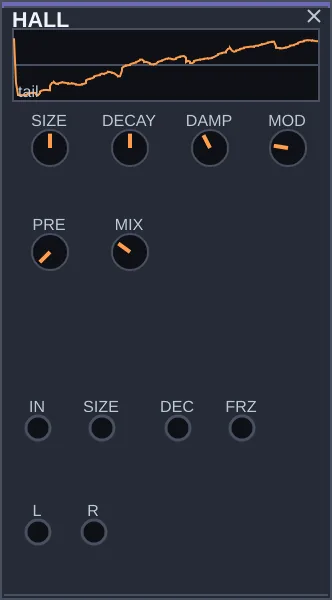 HALL ×
tail
SIZE DECAY DAMP MOD
PRE MIX
IN SIZE DEC FRZ
L R